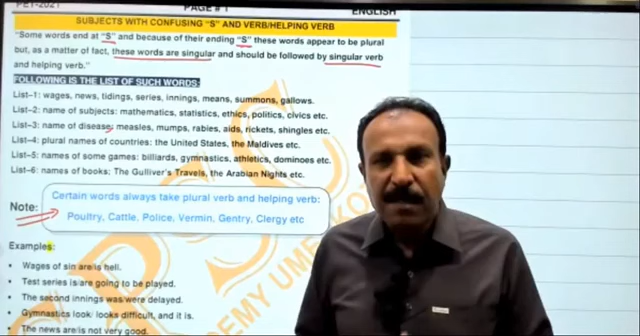 PET-2021 PAGE # 1 ENGLISH
SUBJECTS WITH CONFUSING “S” AND VERB/HELPING VERB
“Some words end at “S” and because of their ending “S” these words appear to be plural
but, as a matter of fact, these words are singular and should be followed by singular verb
and helping verb.”
FOLLOWING IS THE LIST OF SUCH WORDS:
List–1: wages, news, tidings, series, innings, means, summons, gallows.
List–2: name of subjects: mathematics, statistics, ethics, politics, civics etc.
List–3: name of disease: measles, mumps, rabies, aids, rickets, shingles etc.
List–4: plural names of countries: the United States, the Maldives etc.
List–5: names of some games: billiards, gymnastics, athletics, dominoes etc.
List–6: names of books: The Gulliver's Travels, the Arabian Nights etc.
Note:
Certain words always take plural verb and helping verb:
Poultry, Cattle, Police, Vermin, Gentry, Clergy etc
Examples:
• Wages of sin are/is hell.
• Test series is/are going to be played.
• The second innings was/were delayed.
• Gymnastics look/ looks difficult, and it is.
• The news are/is not very good.
PSC
ADEMY UMERKOT